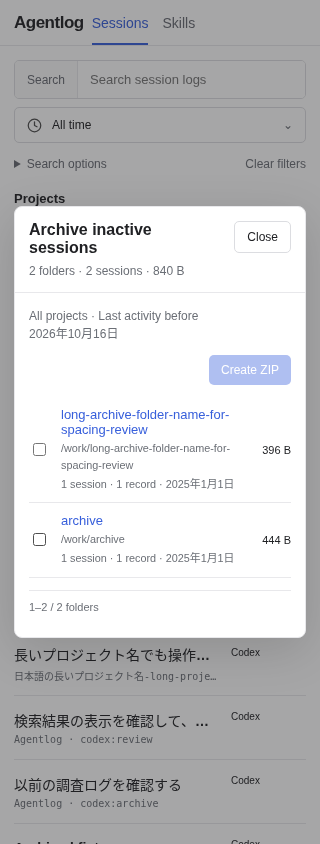 Agentlog Sessions Skills
Search Search session logs
All time
Search options Clear filters
Projects
Archive inactive
sessions
Close
2 folders · 2 sessions · 840 B
All projects · Last activity before
2026年10月16日
Create ZIP
long-archive-folder-name-for-
spacing-review
/work/long-archive-folder-name-for-
spacing-review
396 B
1 session · 1 record · 2025年1月1日
archive
/work/archive
444 B
1 session · 1 record · 2025年1月1日
1–2 / 2 folders
長いプロジェクト名でも操作… Codex
日本語の長いプロジェクト名-long-proje…
検索結果の表示を確認して、… Codex
Agentlog · codex:review
以前の調査ログを確認する Codex
Agentlog · codex:archive